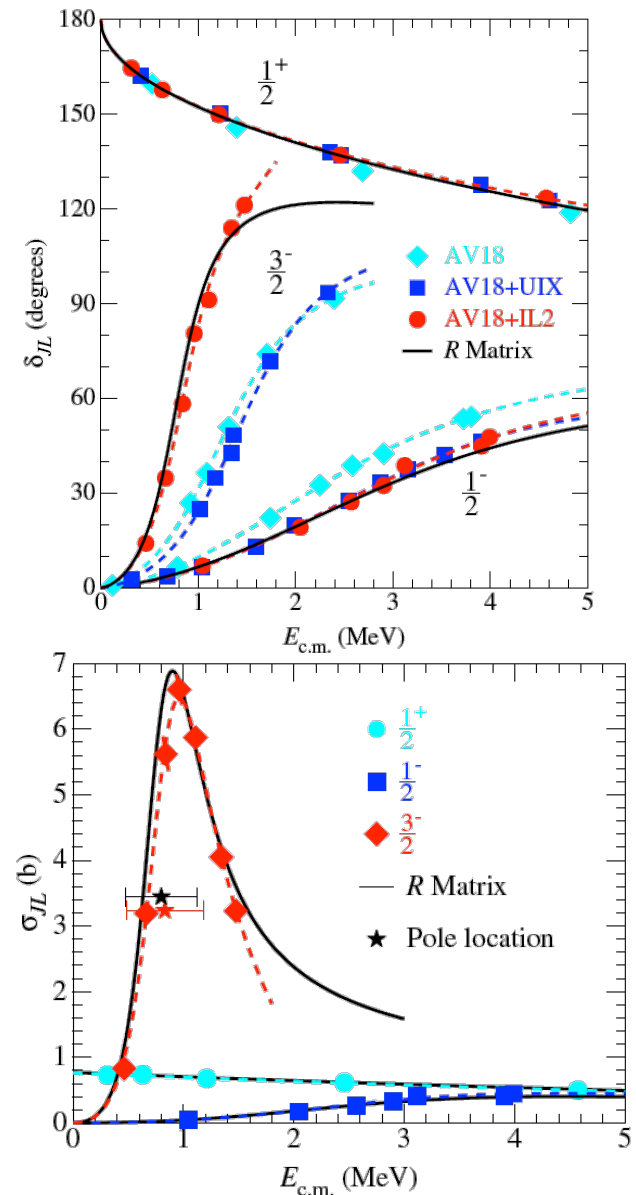 180
150
120
90
60
30
0
δJL (degrees)
1/2+
3/2-
1/2-
AV18
AV18+UIX
AV18+IL2
R Matrix
0 1 2 3 4 5
Ec.m. (MeV)
7
6
5
4
3
2
1
0
σJL (b)
1/2+
1/2-
3/2-
R Matrix
Pole location
0 1 2 3 4 5
Ec.m. (MeV)